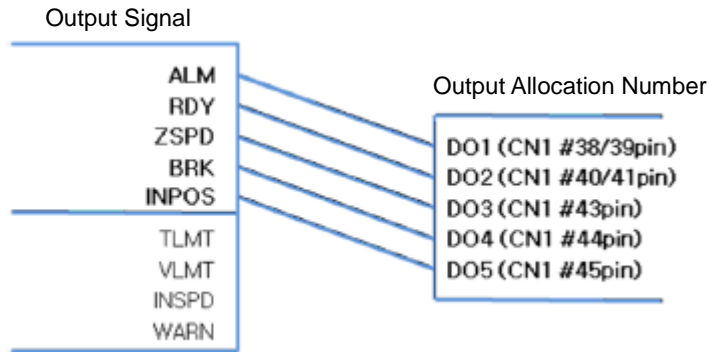 Output Signal
ALM
RDY
ZSPD
BRK
INPOS
TLMT
VLMT
INSPD
WARN
Output Allocation Number
DO1 (CN1 #38/39pin)
DO2 (CN1 #40/41pin)
DO3 (CN1 #43pin)
DO4 (CN1 #44pin)
DO5 (CN1 #45pin)